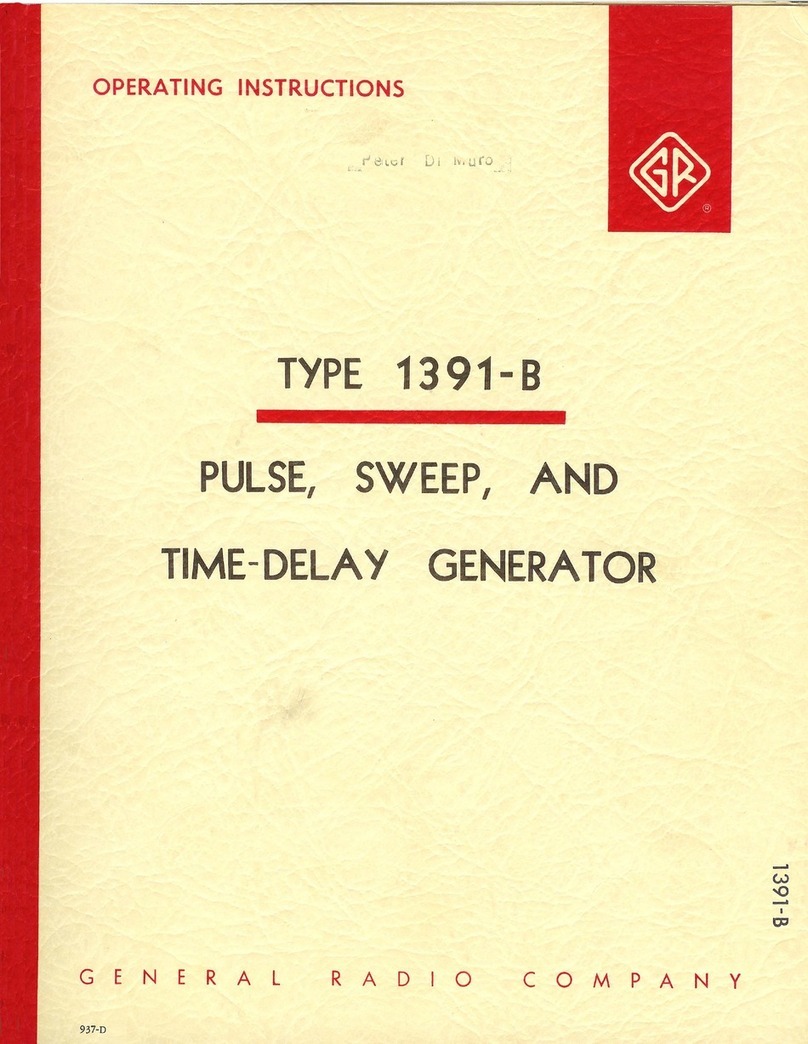 OPERATING INSTRUCTIONS
GR
®
Peter Di Muro
TYPE 1391-B
PULSE, SWEEP, AND
TIME-DELAY GENERATOR
1391-B
GENERAL RADIO COMPANY
937-D